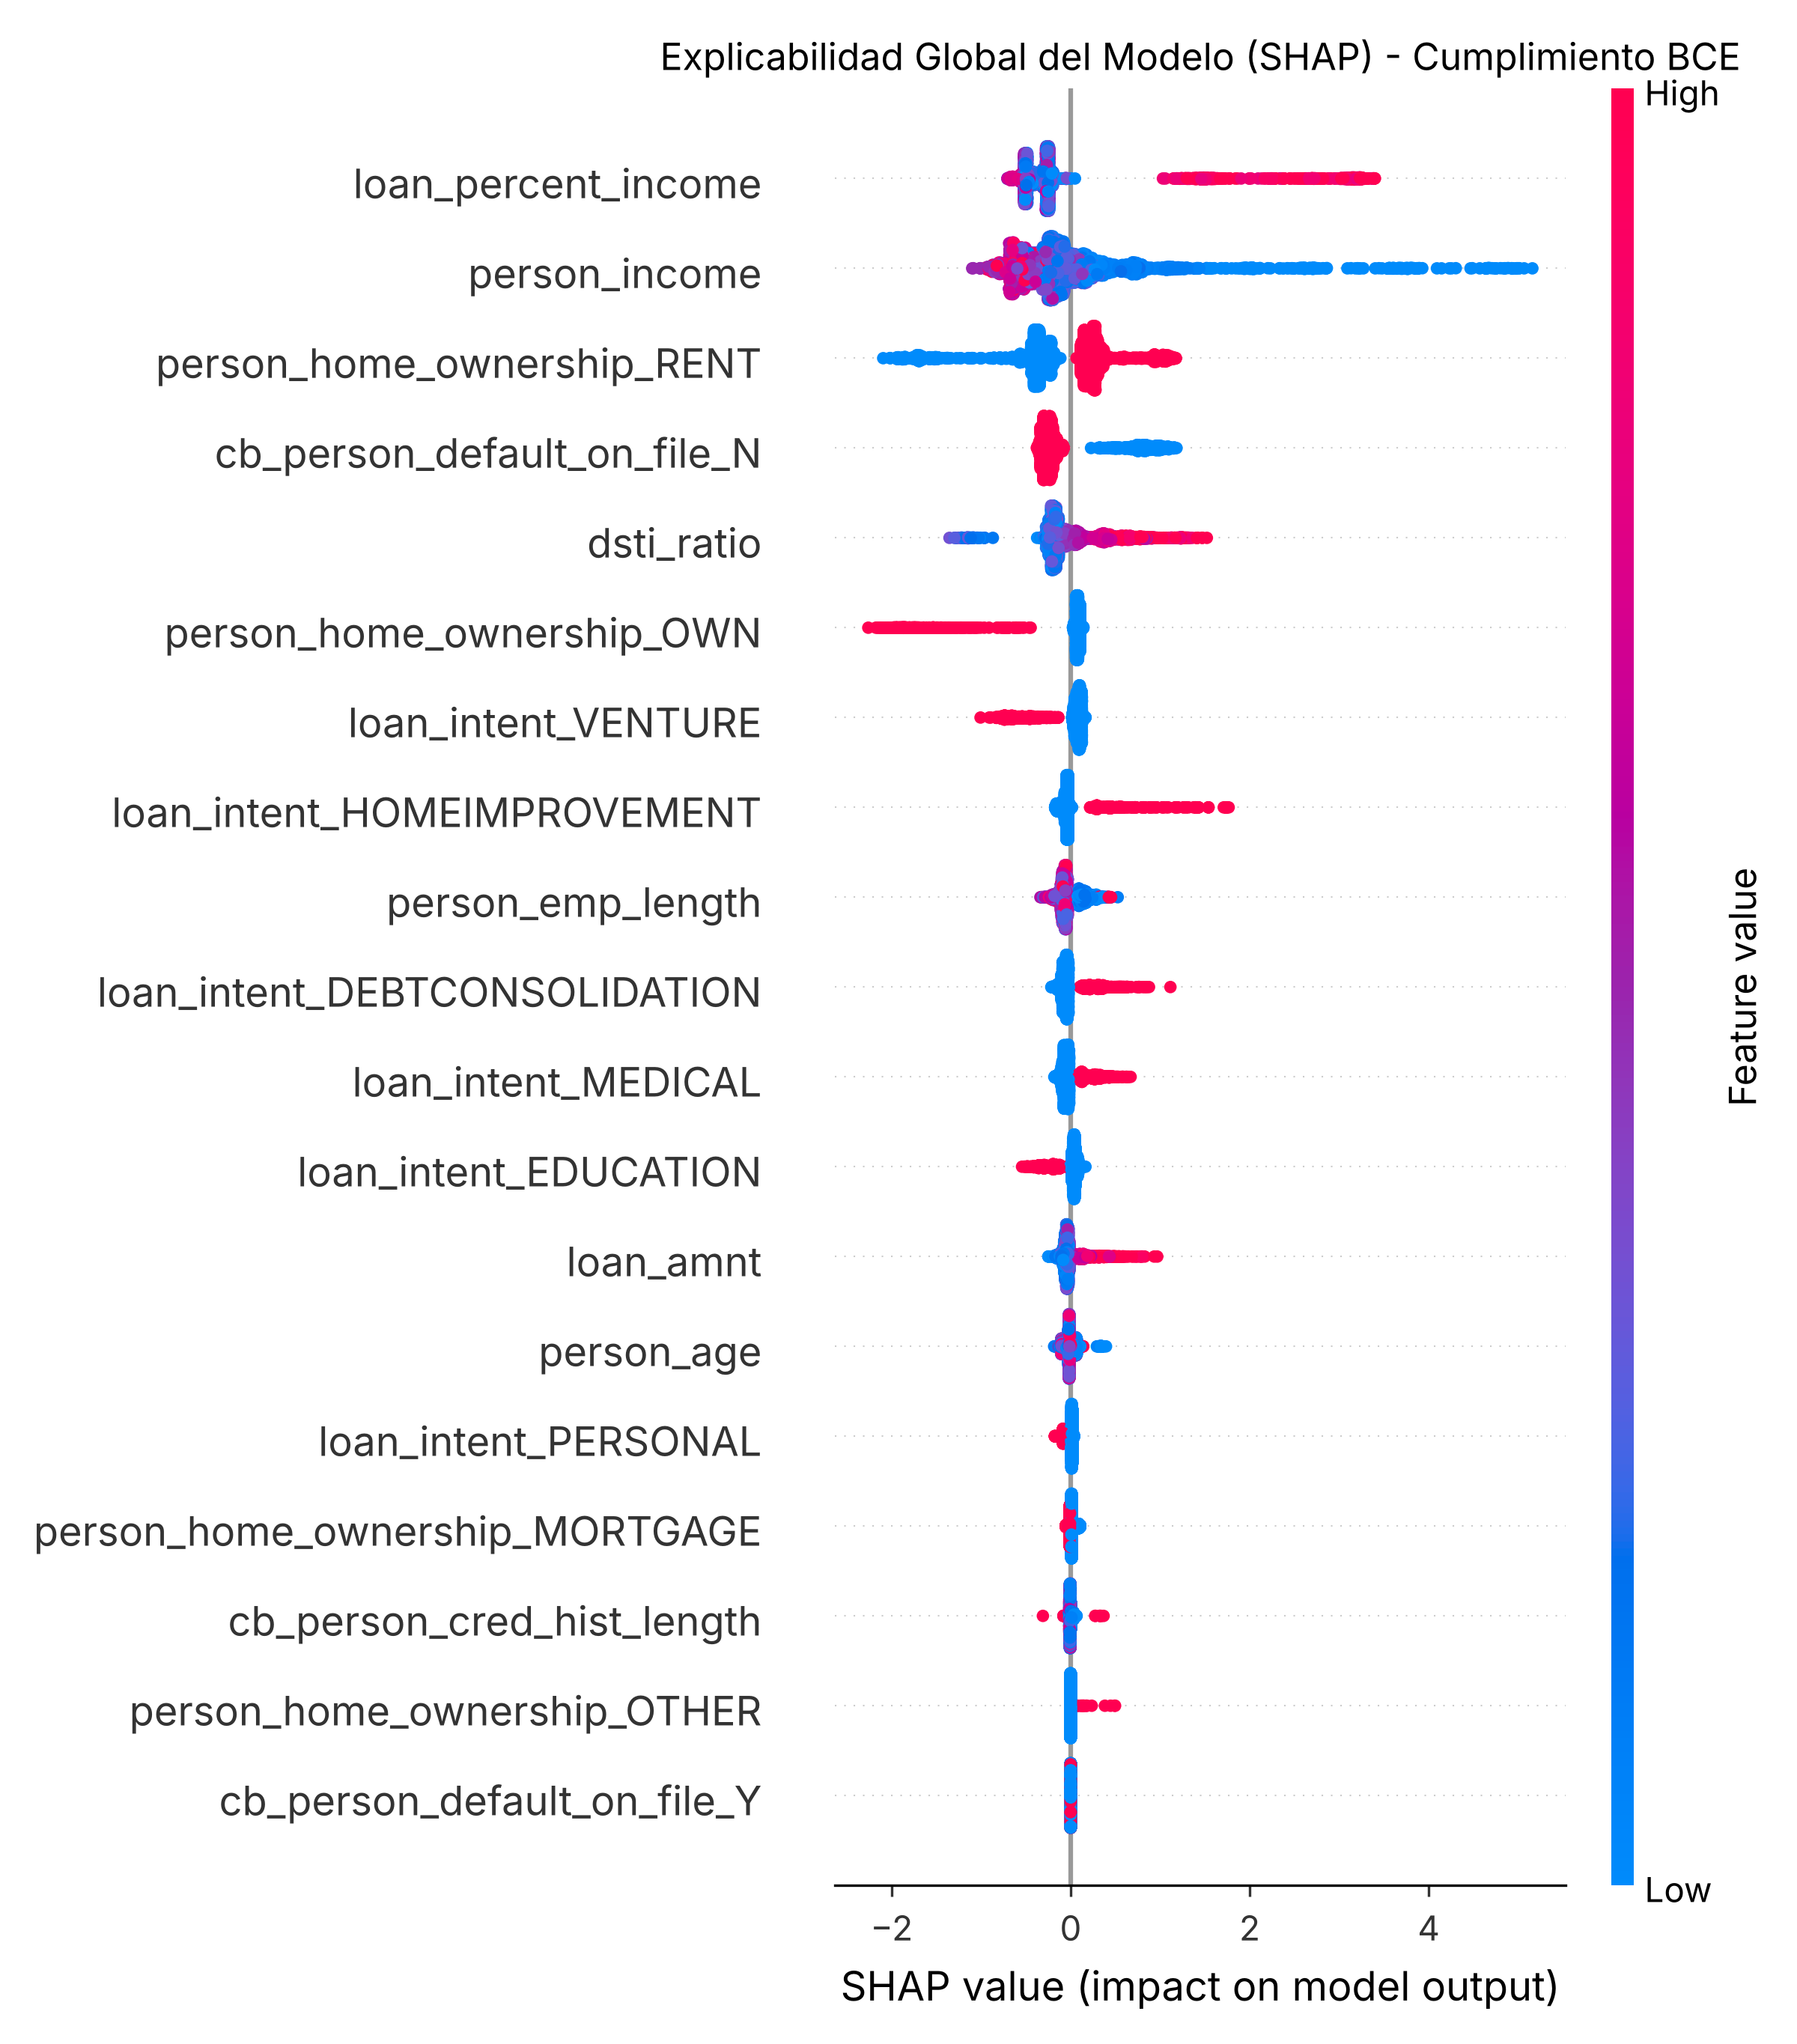 Explicabilidad Global del Modelo (SHAP) - Cumplimiento BCE
High
loan_percent_income
person_income
person_home_ownership_RENT
cb_person_default_on_file_N
dsti_ratio
person_home_ownership_OWN
loan_intent_VENTURE
loan_intent_HOMEIMPROVEMENT
person_emp_length
loan_intent_DEBTCONSOLIDATION
loan_intent_MEDICAL
loan_intent_EDUCATION
loan_amnt
person_age
loan_intent_PERSONAL
person_home_ownership_MORTGAGE
cb_person_cred_hist_length
person_home_ownership_OTHER
cb_person_default_on_file_Y
Feature value
Low
−2 0 2 4
SHAP value (impact on model output)